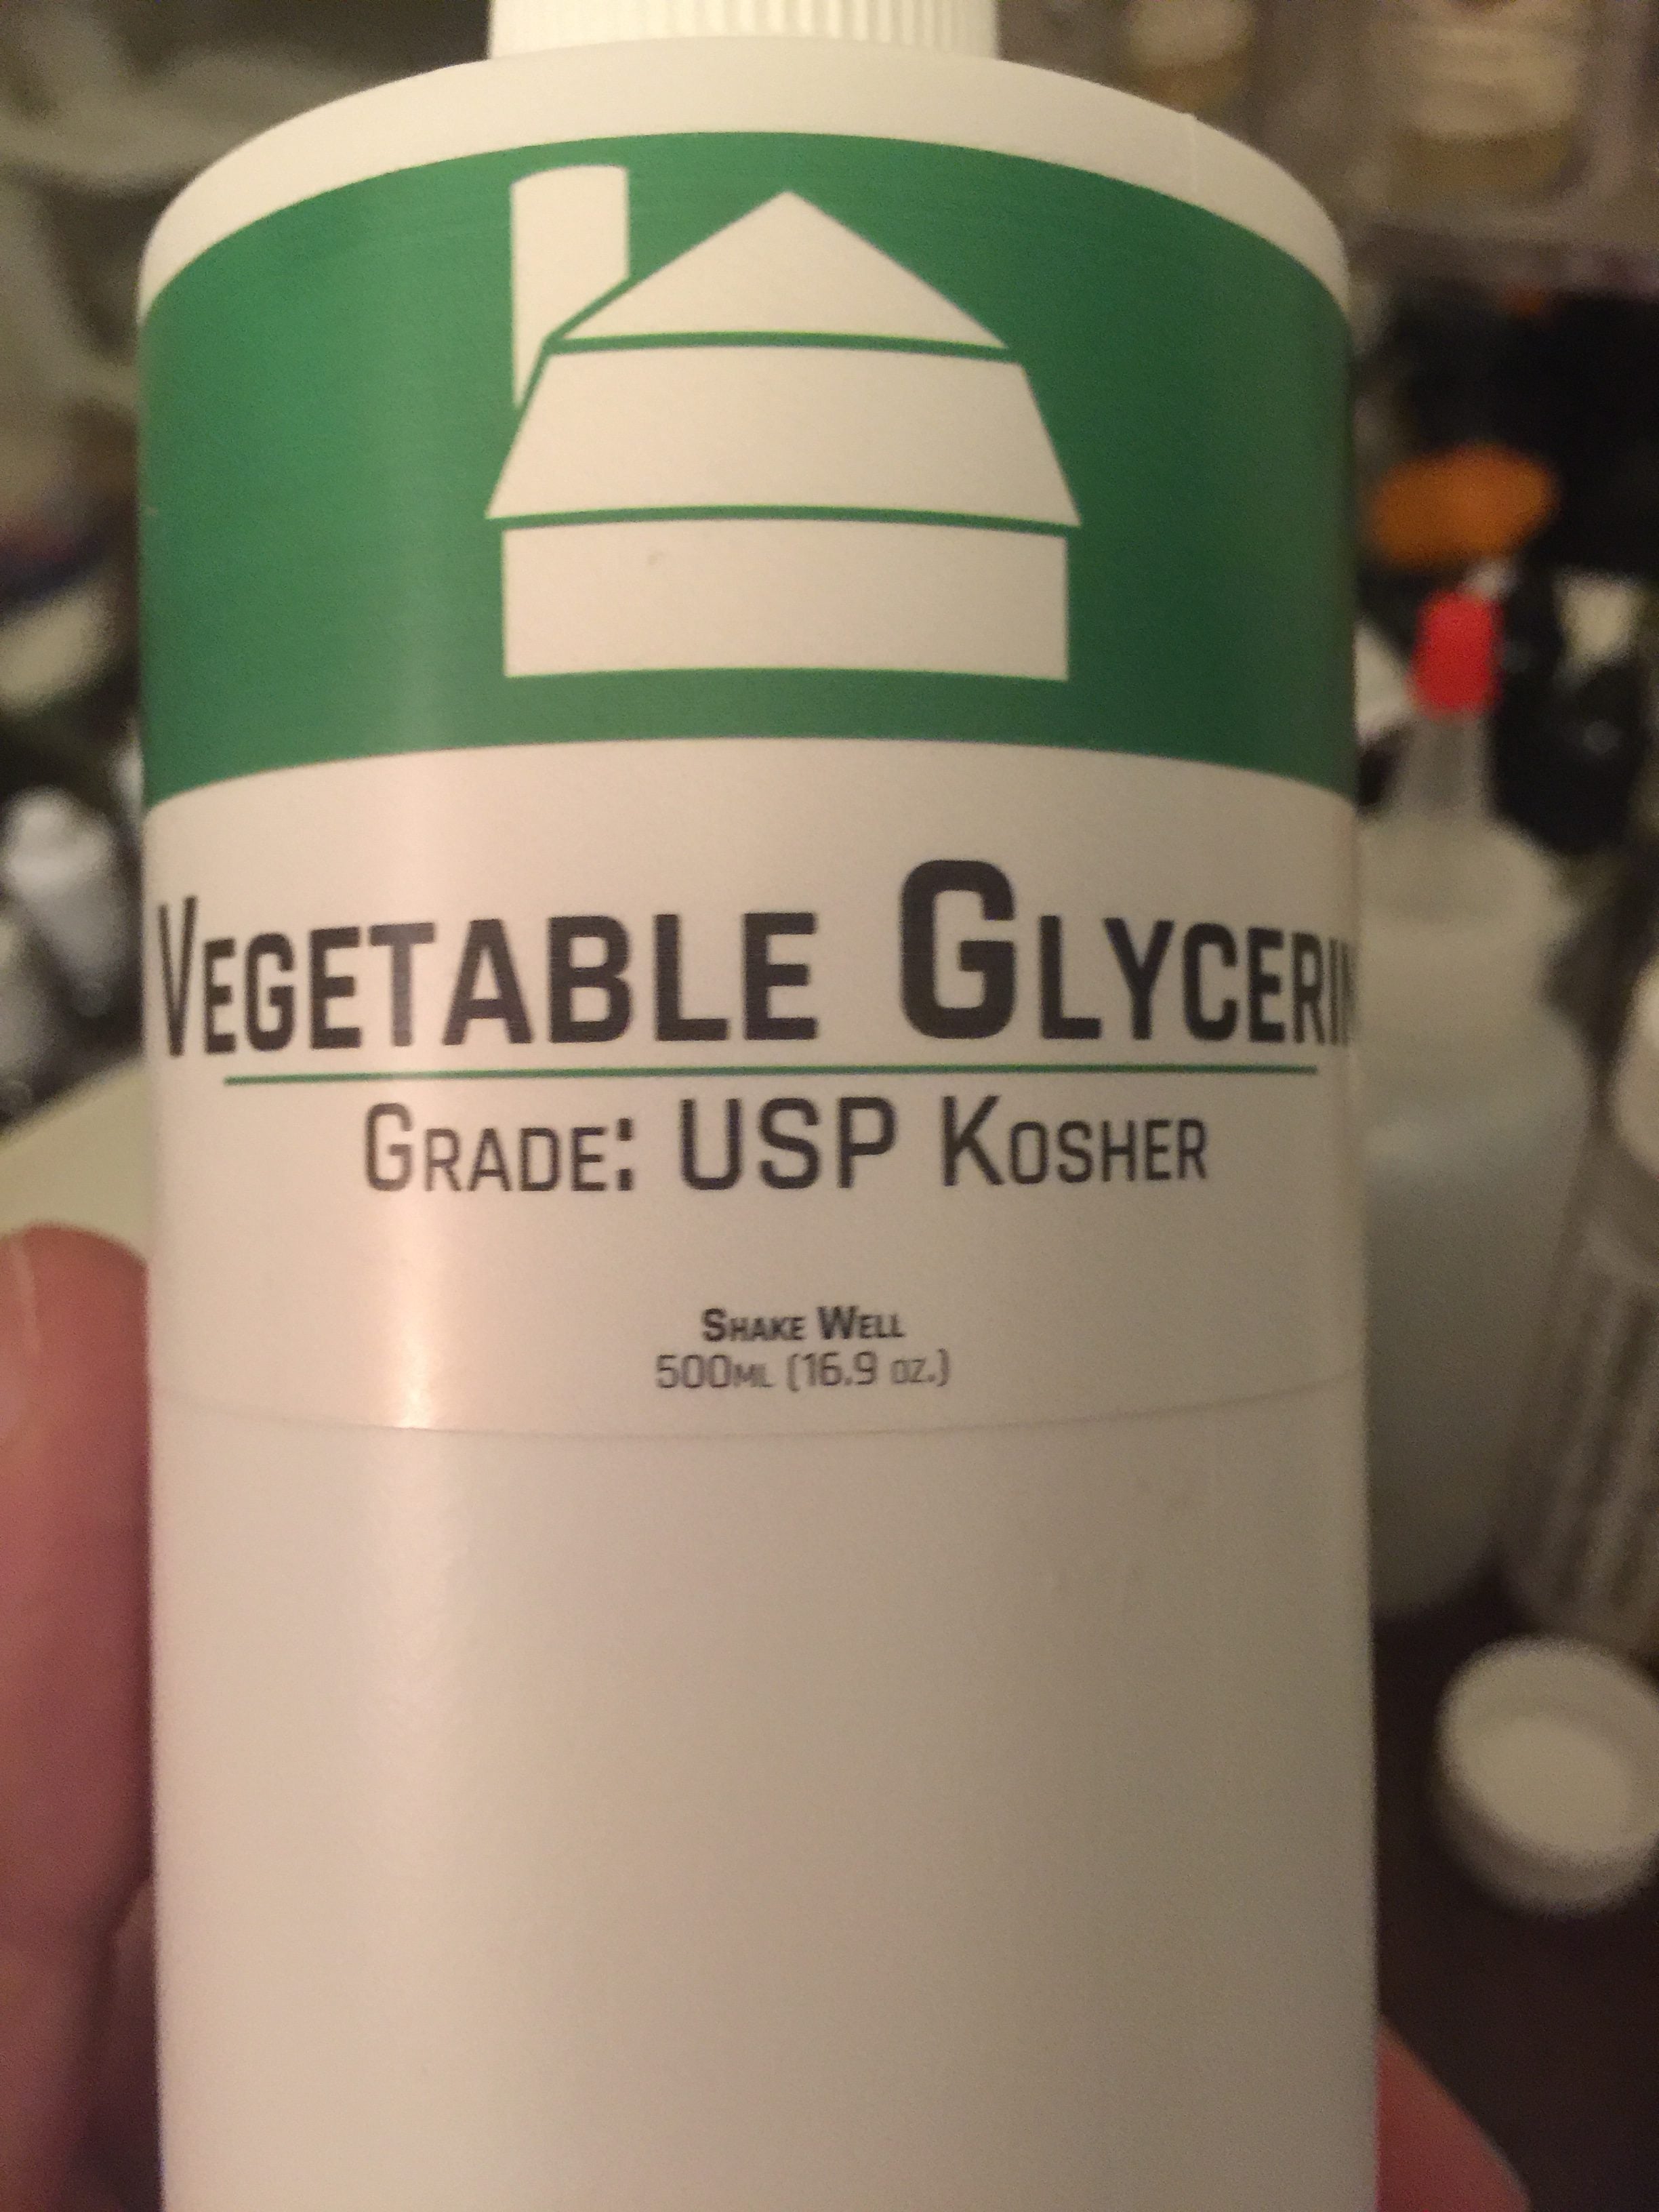 Vegetable Glycerin
Grade: USP Kosher
Shake Well
500ml (16.9 oz.)